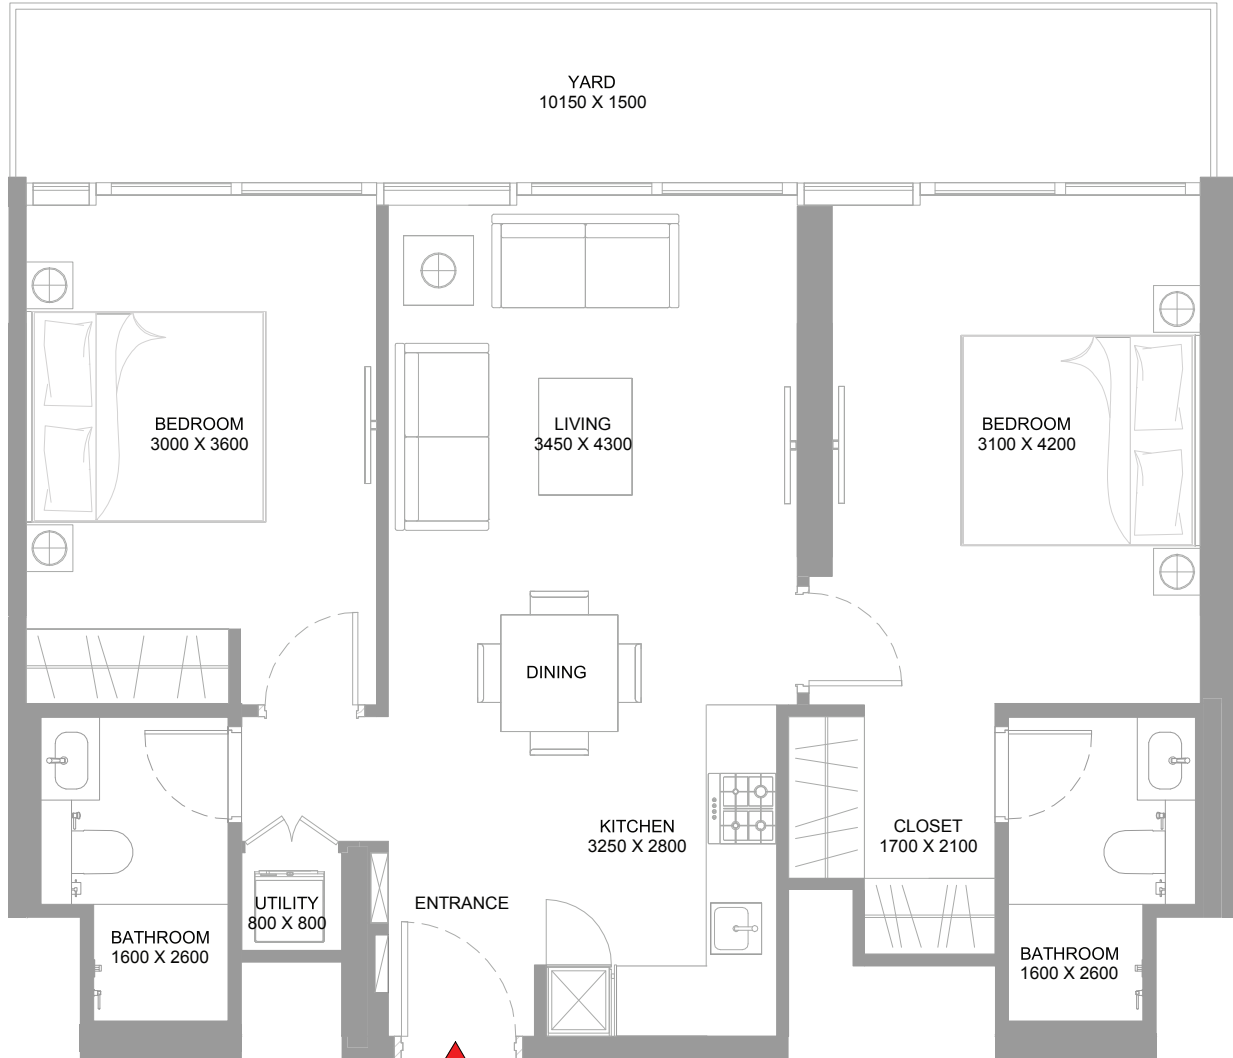 YARD
10150 X 1500
BEDROOM
3000 X 3600
LIVING
3450 X 4300
BEDROOM
3100 X 4200
DINING
KITCHEN
3250 X 2800
CLOSET
1700 X 2100
UTILITY
800 X 800
ENTRANCE
BATHROOM
1600 X 2600
BATHROOM
1600 X 2600